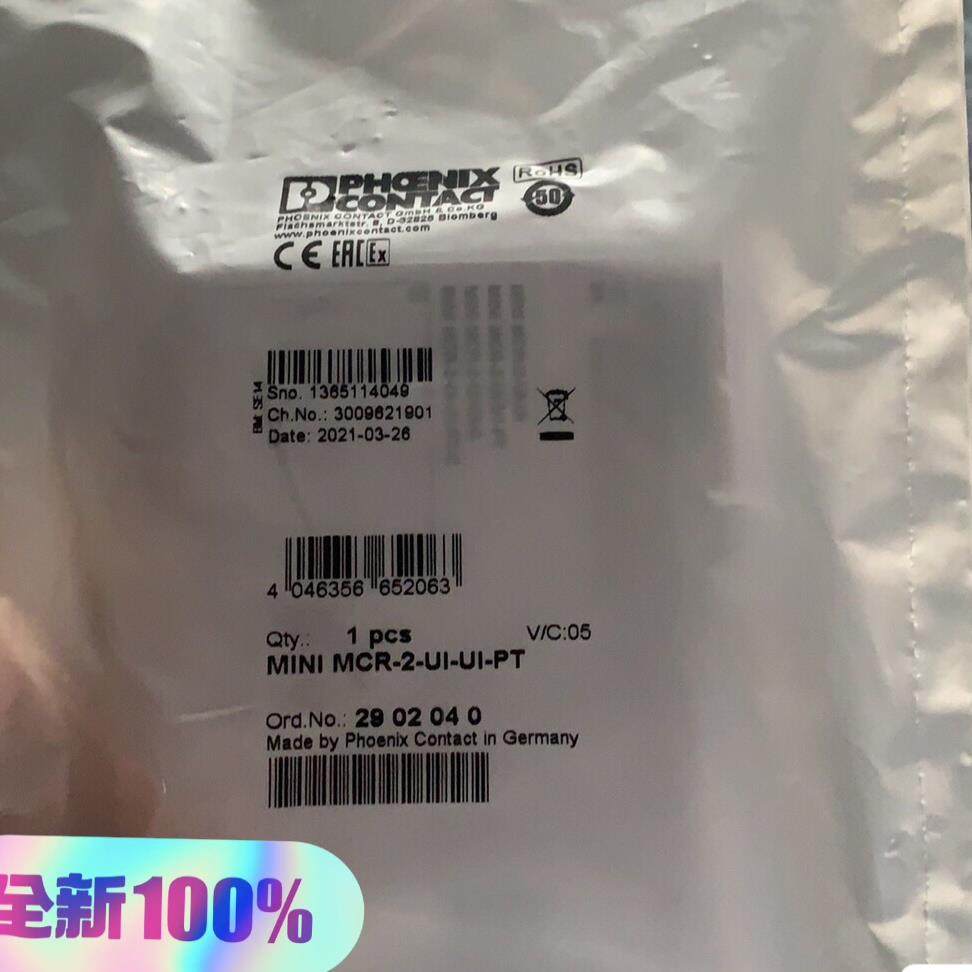 PHOENIX
CONTACT
RoHS
50
PHOENIX CONTACT GmbH & Co.KG
Flachsmarktstr. 8, D-32825 Blomberg
www.phoenixcontact.com
CE EAC Ex
BM: SE14
Sno. 1365114049
Ch.No.: 3009621901
Date: 2021-03-26
4 046356 652063
Qty.: 1 pcs V/C:05
MINI MCR-2-UI-UI-PT
Ord.No.: 29 02 04 0
Made by Phoenix Contact in Germany
全新100%